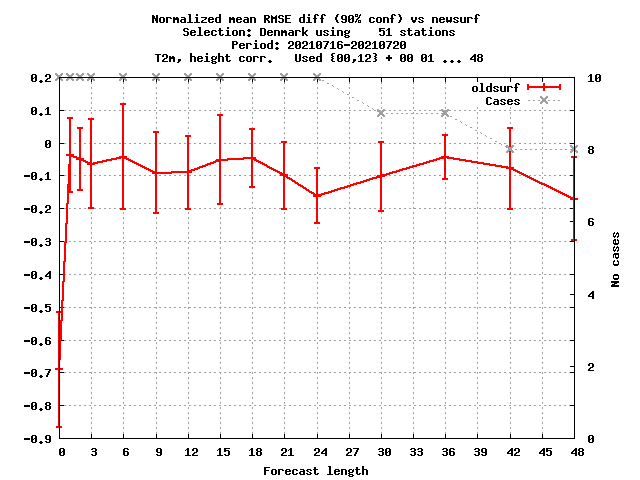 Normalized mean RMSE diff (90% conf) vs newsurf
Selection: Denmark using 51 stations
Period: 20210716-20210720
T2m, height corr. Used {00,12} + 00 01 ... 48
oldsurf
Cases
0.2
0.1
0
-0.1
-0.2
-0.3
-0.4
-0.5
-0.6
-0.7
-0.8
-0.9
10
8
6
4
2
0
No cases
0 3 6 9 12 15 18 21 24 27 30 33 36 39 42 45 48
Forecast length